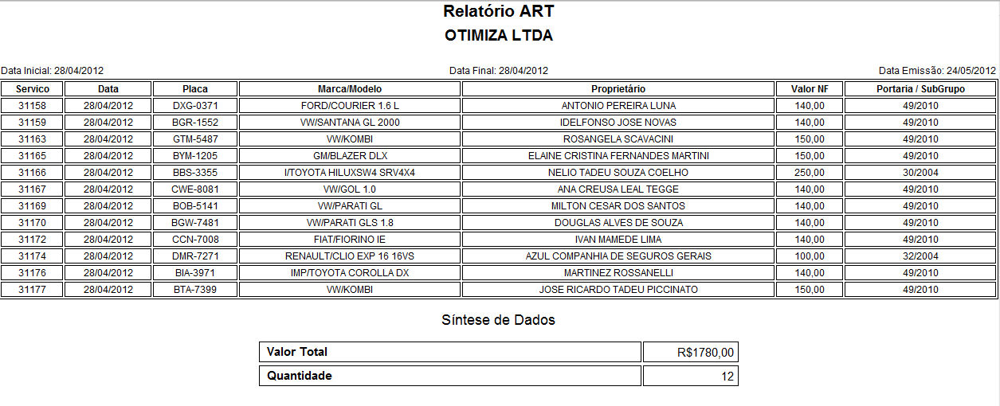 Relatório ART
OTIMIZA LTDA
Data Inicial: 28/04/2012 Data Final: 28/04/2012 Data Emissão: 24/05/2012
Servico Data Placa Marca/Modelo Proprietário Valor NF Portaria / SubGrupo
31158 28/04/2012 DXG-0371 FORD/COURIER 1.6 L ANTONIO PEREIRA LUNA 140,00 49/2010
31159 28/04/2012 BGR-1552 VW/SANTANA GL 2000 IDELFONSO JOSE NOVAS 140,00 49/2010
31163 28/04/2012 GTM-5487 VW/KOMBI ROSANGELA SCAVACINI 150,00 49/2010
31165 28/04/2012 BYM-1205 GM/BLAZER DLX ELAINE CRISTINA FERNANDES MARTINI 150,00 49/2010
31166 28/04/2012 BBS-3355 I/TOYOTA HILUXSW4 SRV4X4 NELIO TADEU SOUZA COELHO 250,00 30/2004
31167 28/04/2012 CWE-8081 VW/GOL 1.0 ANA CREUSA LEAL TEGGE 140,00 49/2010
31169 28/04/2012 BOB-5141 VW/PARATI GL MILTON CESAR DOS SANTOS 140,00 49/2010
31170 28/04/2012 BGW-7481 VW/PARATI GLS 1.8 DOUGLAS ALVES DE SOUZA 140,00 49/2010
31172 28/04/2012 CCN-7008 FIAT/FIORINO IE IVAN MAMEDE LIMA 140,00 49/2010
31174 28/04/2012 DMR-7271 RENAULT/CLIO EXP 16 16VS AZUL COMPANHIA DE SEGUROS GERAIS 100,00 32/2004
31176 28/04/2012 BIA-3971 IMP/TOYOTA COROLLA DX MARTINEZ ROSSANELLI 140,00 49/2010
31177 28/04/2012 BTA-7399 VW/KOMBI JOSE RICARDO TADEU PICCINATO 150,00 49/2010
Síntese de Dados
Valor Total R$1780,00
Quantidade 12